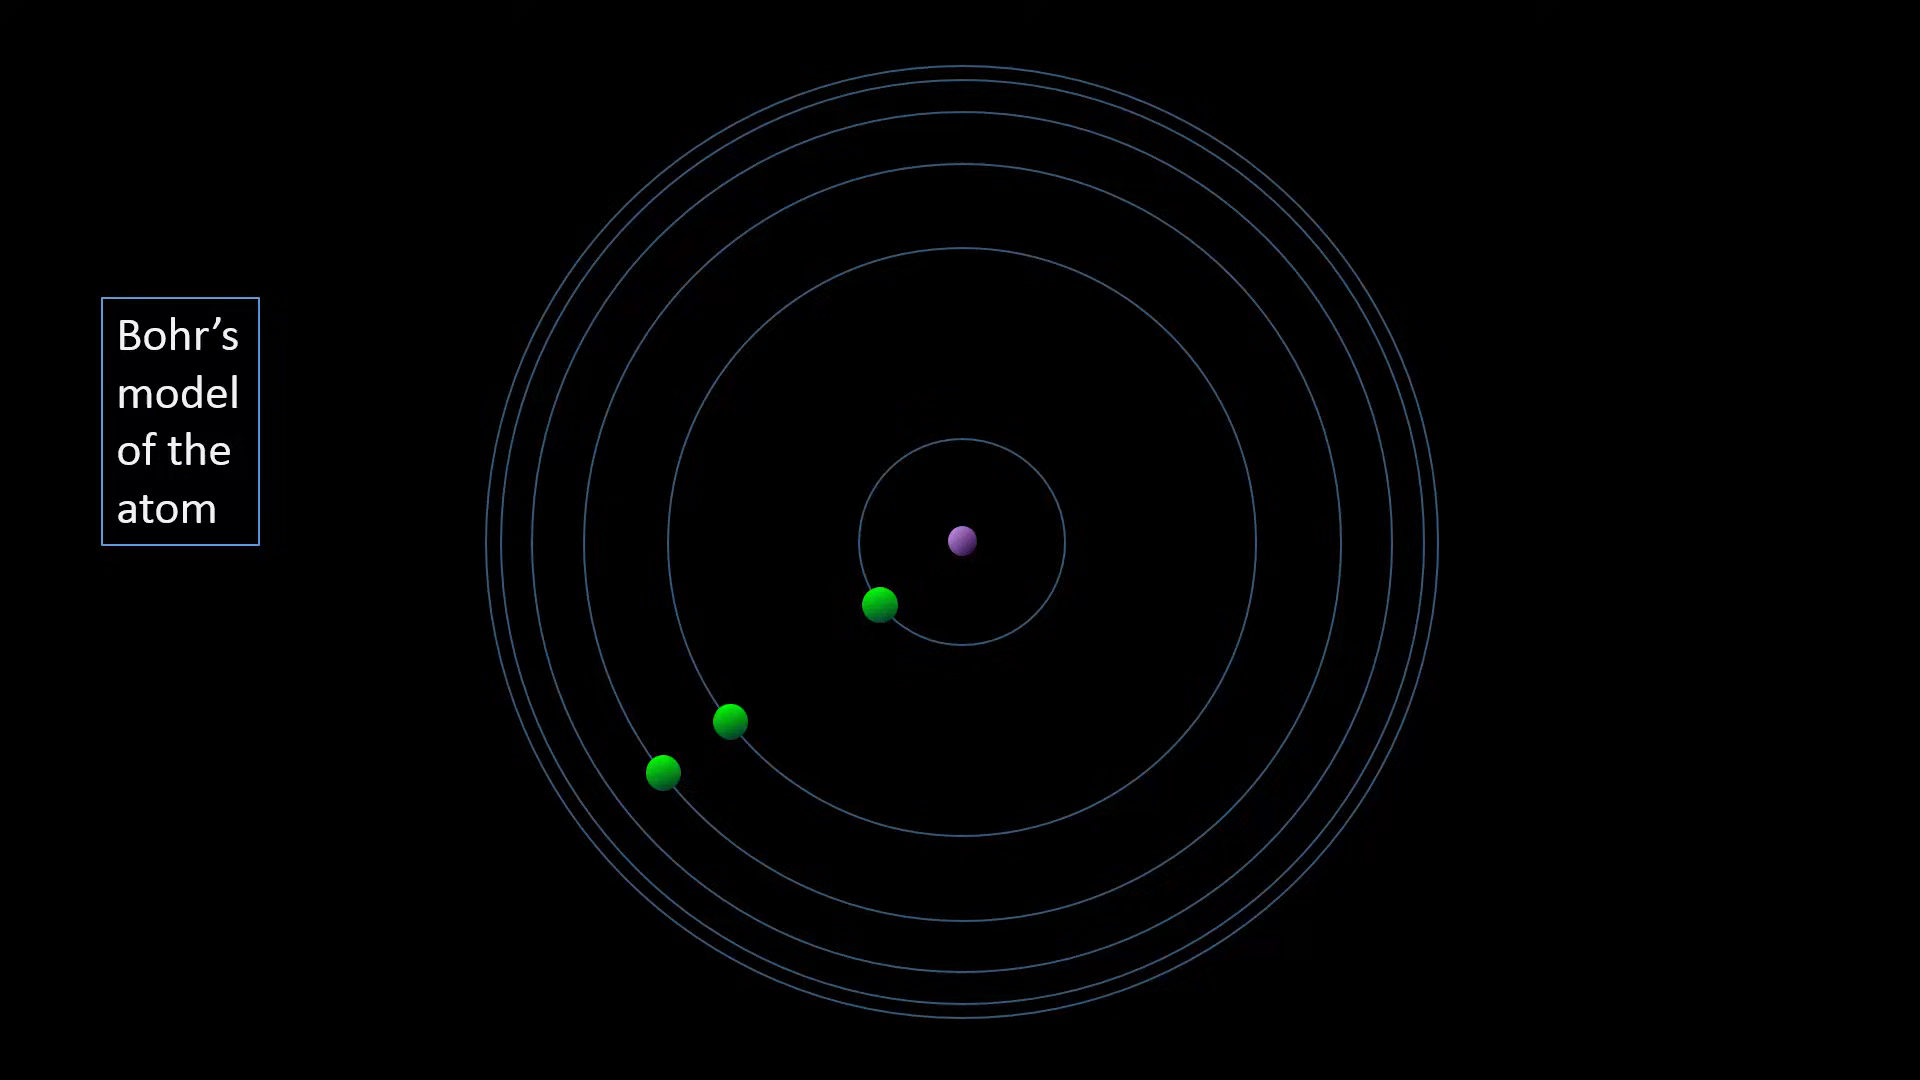 Bohr’s
model
of the
atom